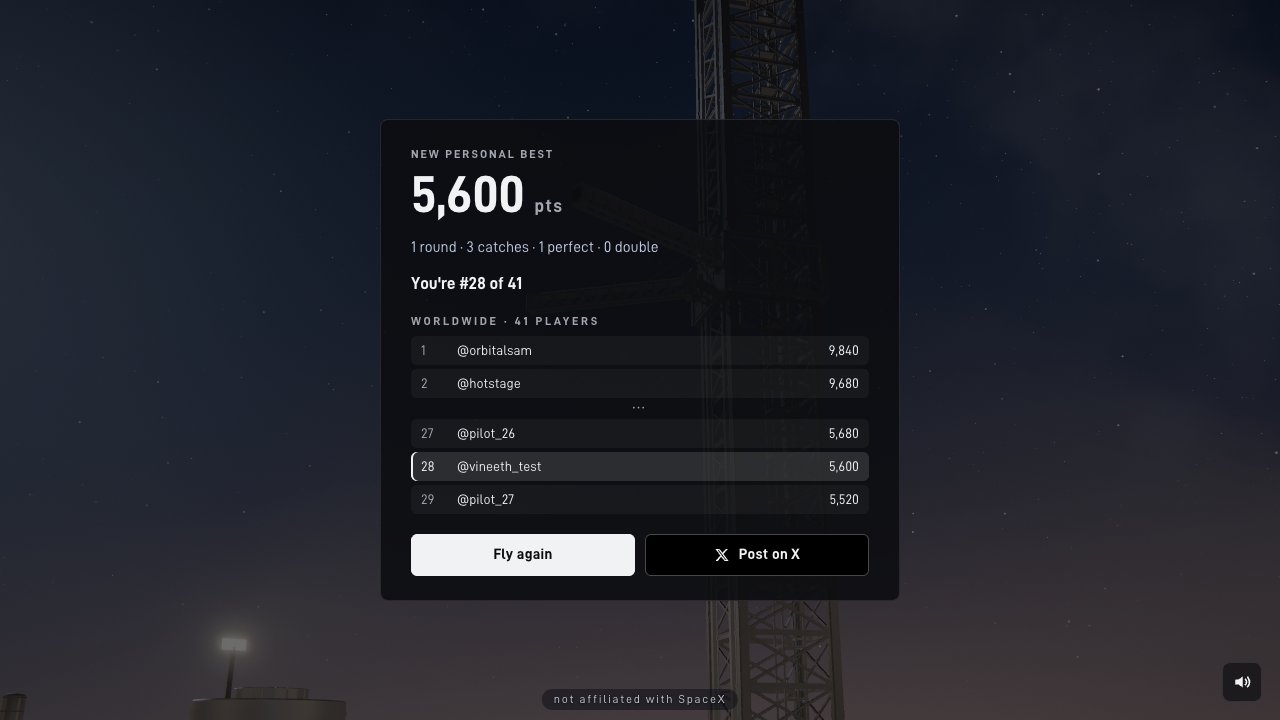 NEW PERSONAL BEST
5,600 pts
1 round · 3 catches · 1 perfect · 0 double
You're #28 of 41
WORLDWIDE · 41 PLAYERS
1 @orbitalsam 9,840
2 @hotstage 9,680
...
27 @pilot_26 5,680
28 @vineeth_test 5,600
29 @pilot_27 5,520
Fly again
Post on X
not affiliated with SpaceX